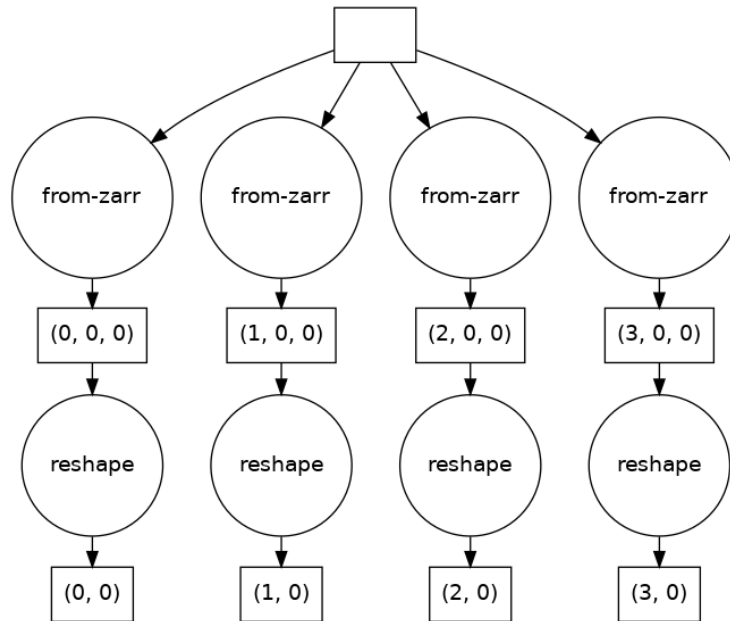 from-zarr from-zarr from-zarr from-zarr
(0, 0, 0) (1, 0, 0) (2, 0, 0) (3, 0, 0)
reshape reshape reshape reshape
(0, 0) (1, 0) (2, 0) (3, 0)